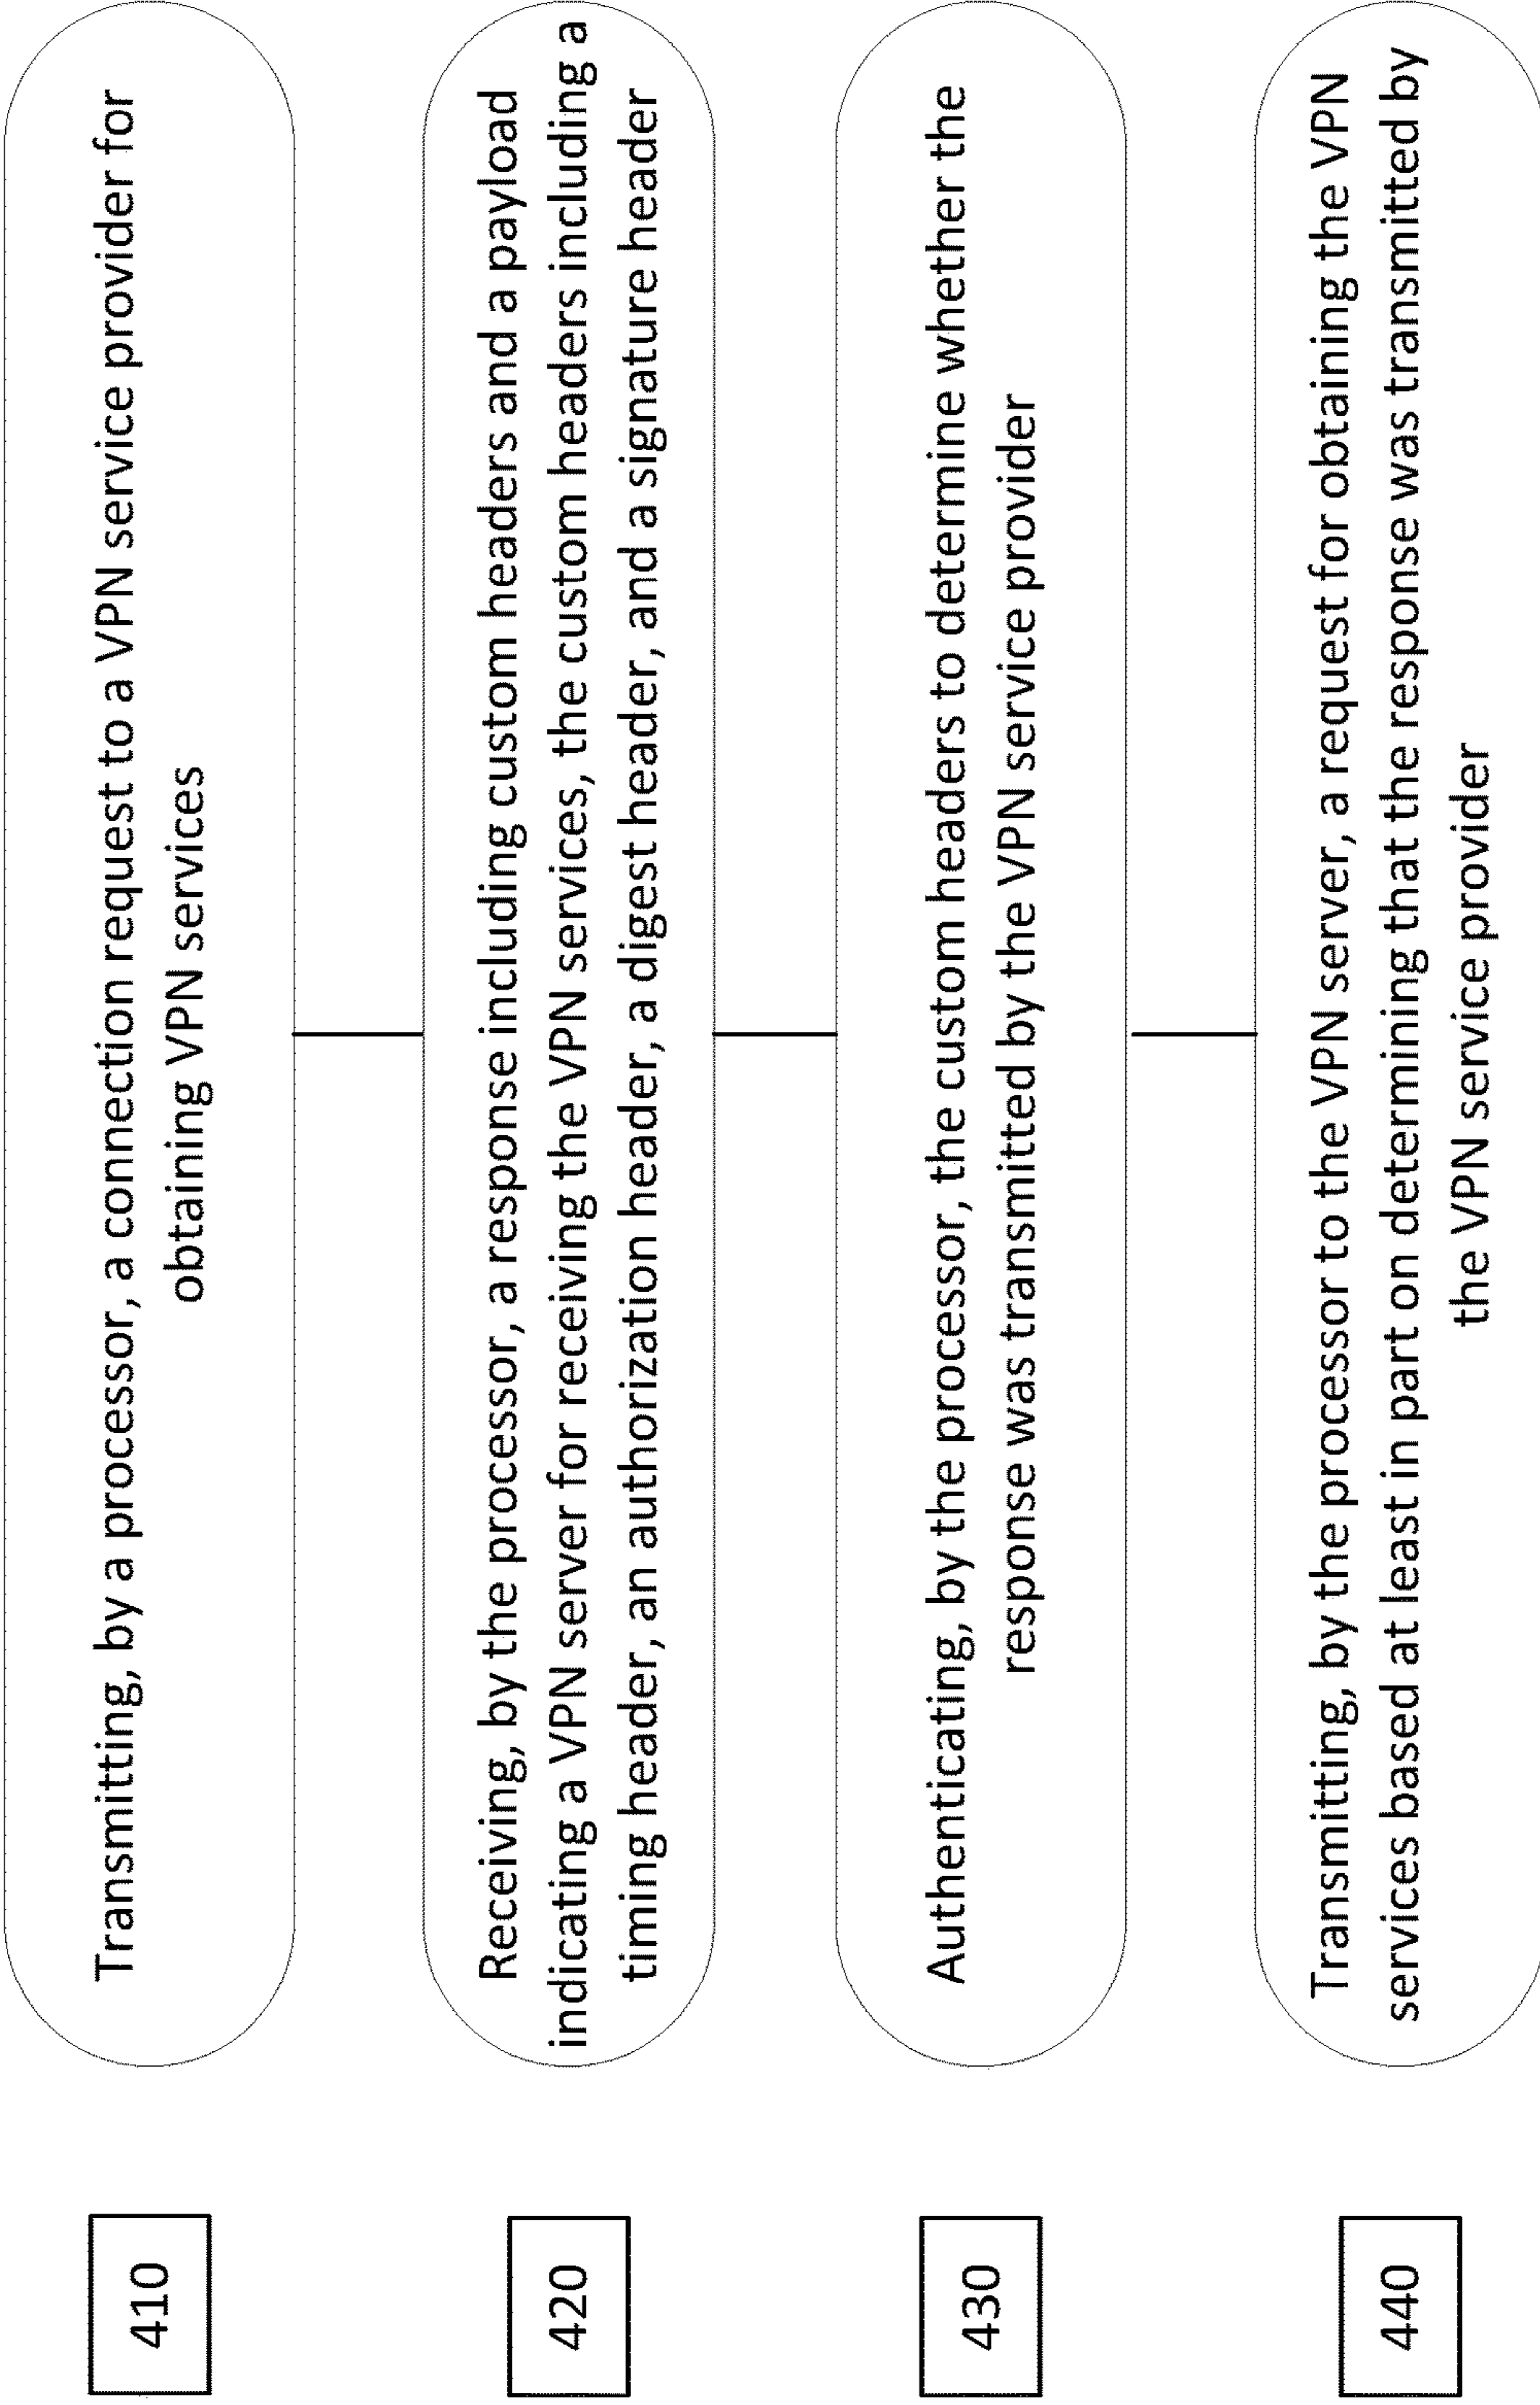 410
Transmitting, by a processor, a connection request to a VPN service provider for
obtaining VPN services
420
Receiving, by the processor, a response including custom headers and a payload
indicating a VPN server for receiving the VPN services, the custom headers including a
timing header, an authorization header, a digest header, and a signature header
430
Authenticating, by the processor, the custom headers to determine whether the
response was transmitted by the VPN service provider
440
Transmitting, by the processor to the VPN server, a request for obtaining the VPN
services based at least in part on determining that the response was transmitted by
the VPN service provider